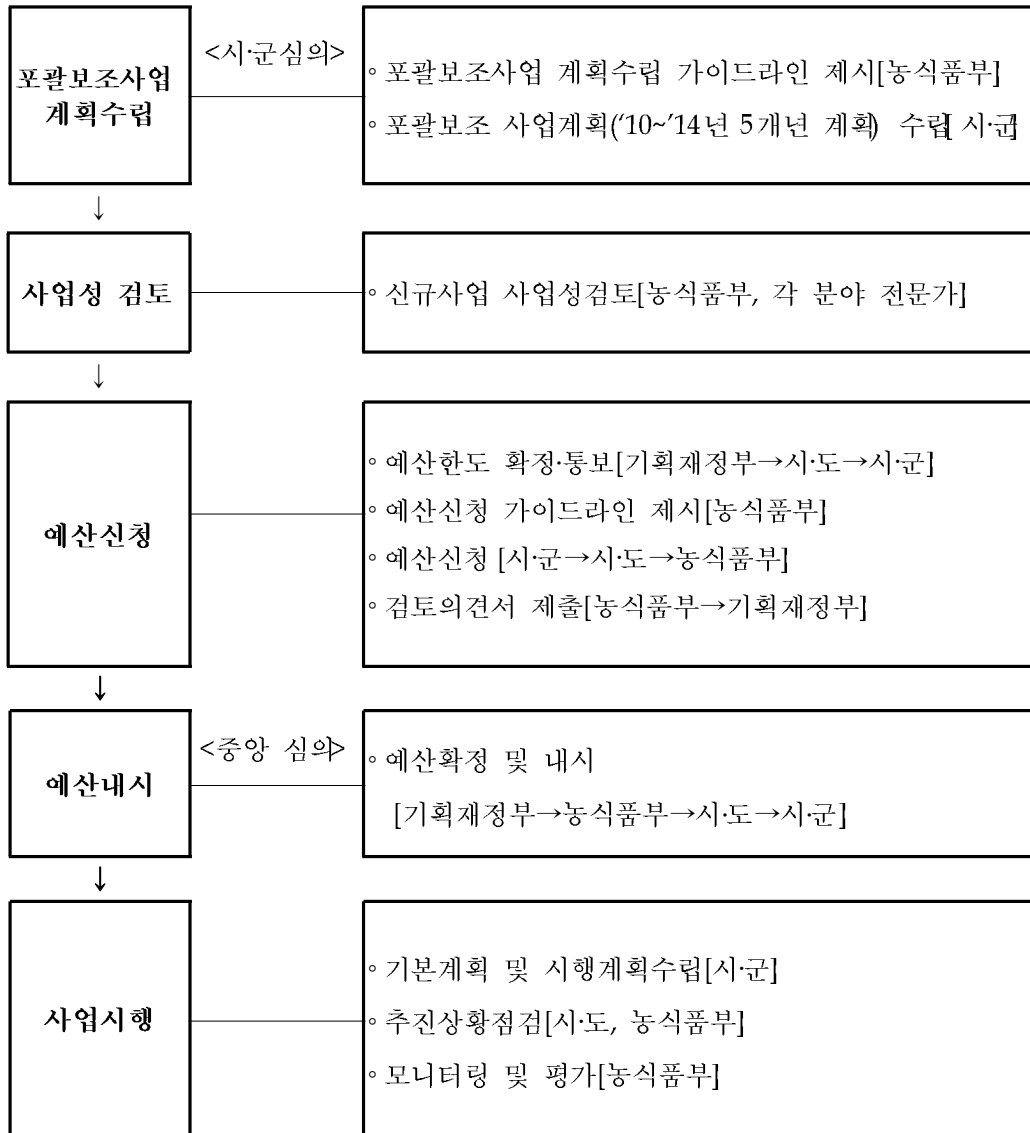 포괄보조사업
계획수립
<시·군심의>
◦ 포괄보조사업 계획수립 가이드라인 제시[농식품부]
◦ 포괄보조 사업계획('10~'14년 5개년 계획) 수립[시·군]
↓
사업성 검토
◦ 신규사업 사업성검토[농식품부, 각 분야 전문가]
↓
예산신청
◦ 예산한도 확정·통보[기획재정부→시·도→시·군]
◦ 예산신청 가이드라인 제시[농식품부]
◦ 예산신청 [시·군→시·도→농식품부]
◦ 검토의견서 제출[농식품부→기획재정부]
↓
예산내시
<중앙 심의>
◦ 예산확정 및 내시
[기획재정부→농식품부→시·도→시·군]
↓
사업시행
◦ 기본계획 및 시행계획수립[시·군]
◦ 추진상황점검[시·도, 농식품부]
◦ 모니터링 및 평가[농식품부]